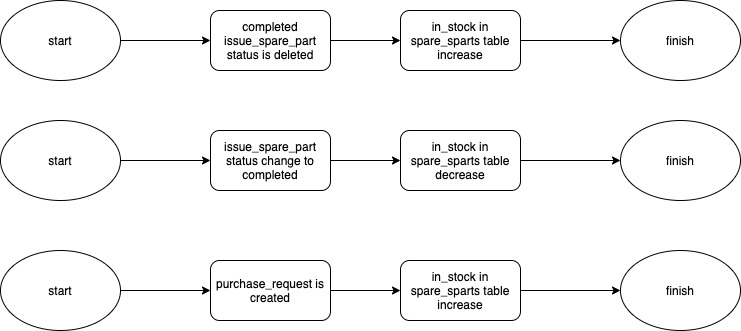 start
completed
issue_spare_part
status is deleted
in_stock in
spare_sparts table
increase
finish
start
issue_spare_part
status change to
completed
in_stock in
spare_sparts table
decrease
finish
start
purchase_request is
created
in_stock in
spare_sparts table
increase
finish